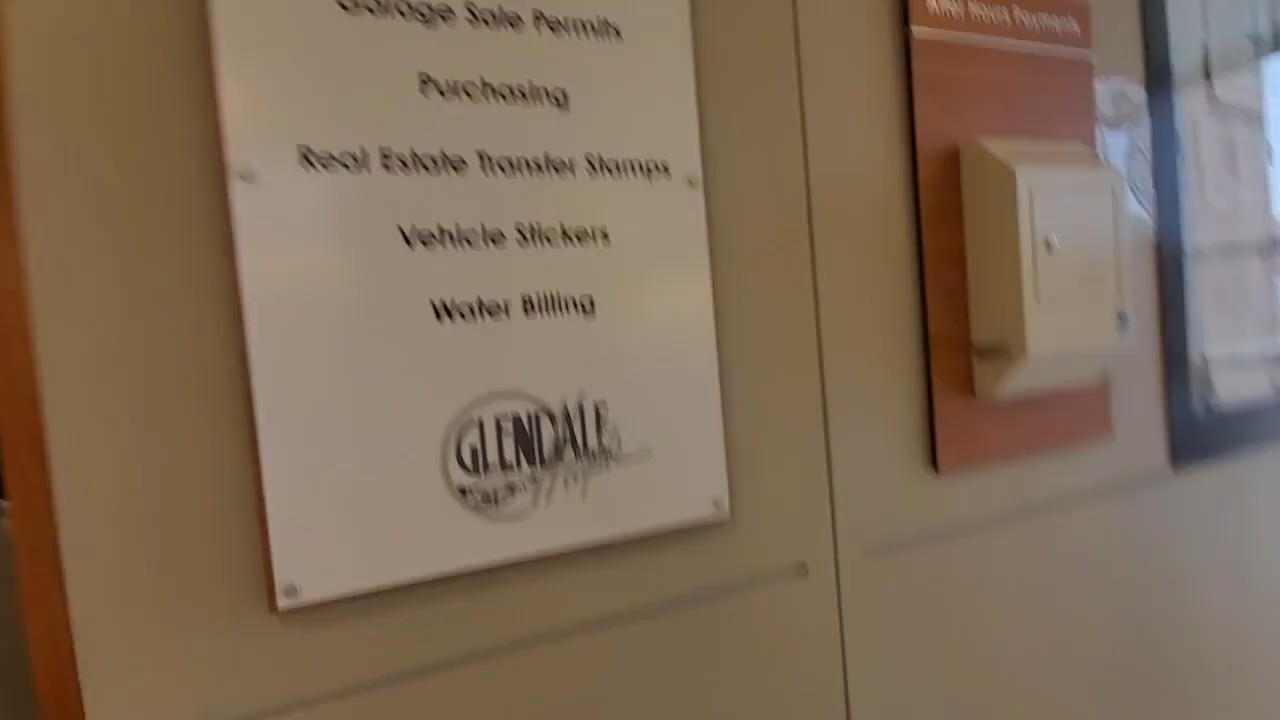 Garage Sale Permits
Purchasing
Real Estate Transfer Stamps
Vehicle Stickers
Water Billing
GLENDALE
After Hours Payments